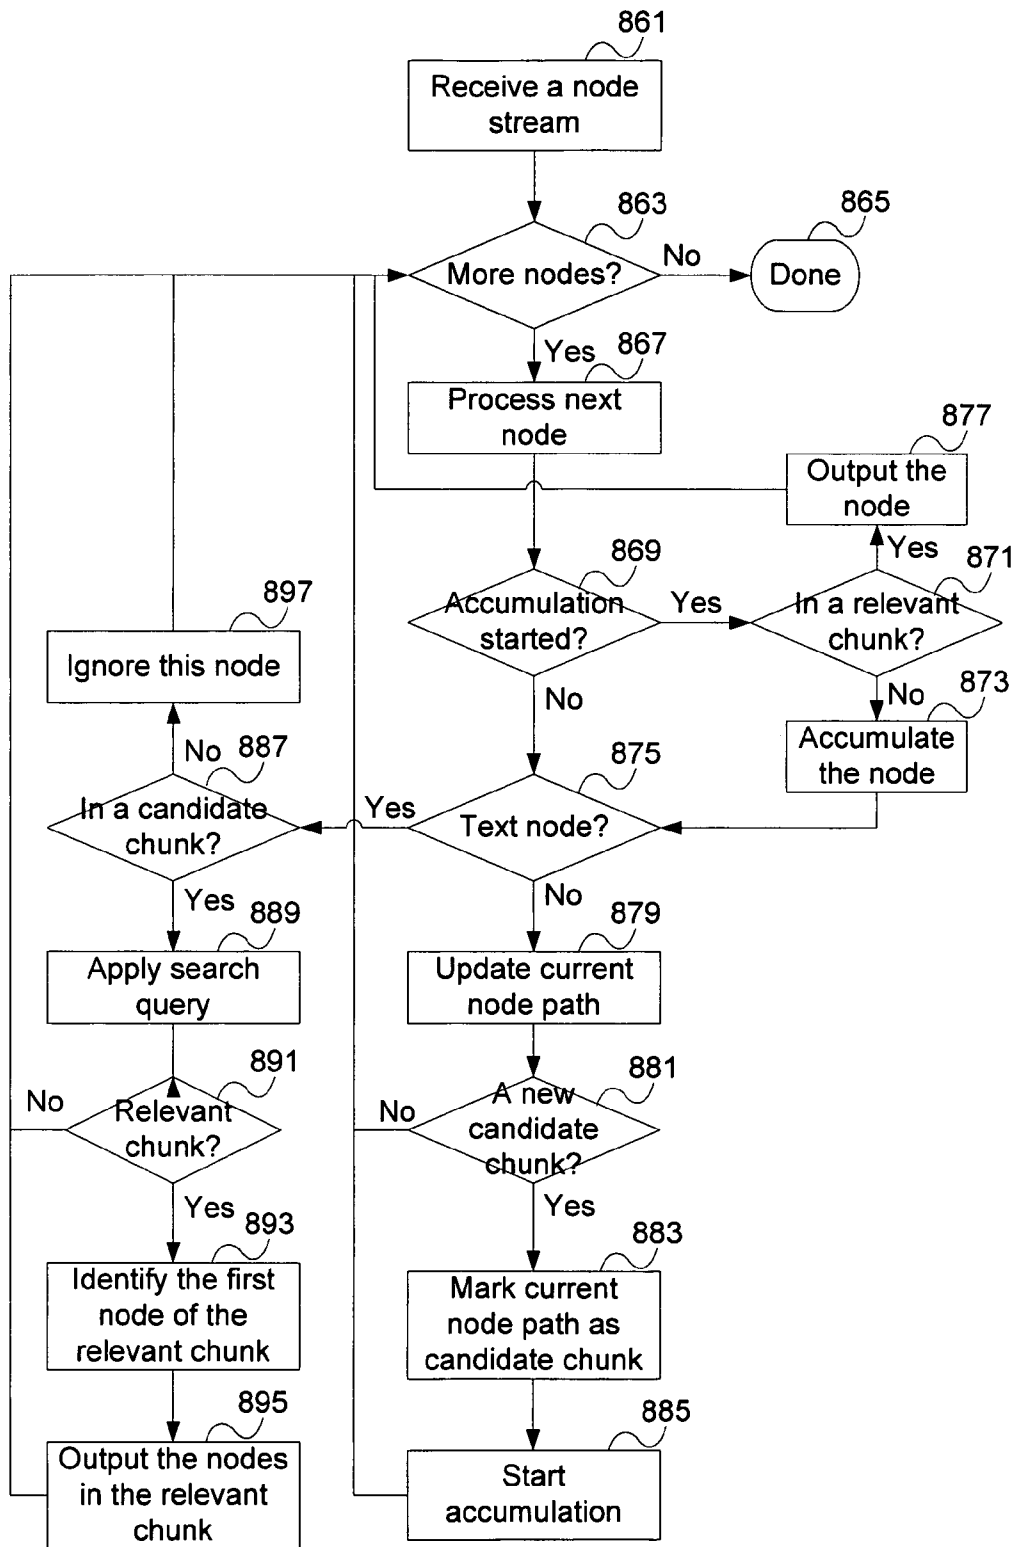 861
Receive a node
stream
863
865
More nodes?
No
Done
Yes
867
Process next
node
877
Output the
node
Yes
869
871
Accumulation
started?
Yes
In a relevant
chunk?
897
Ignore this node
No
No
873
Accumulate
the node
No
887
875
In a candidate
chunk?
Yes
Text node?
Yes
No
889
879
Apply search
query
Update current
node path
891
881
No
Relevant
chunk?
No
A new
candidate
chunk?
Yes
Yes
893
883
Identify the first
node of the
relevant chunk
Mark current
node path as
candidate chunk
895
885
Output the nodes
in the relevant
chunk
Start
accumulation